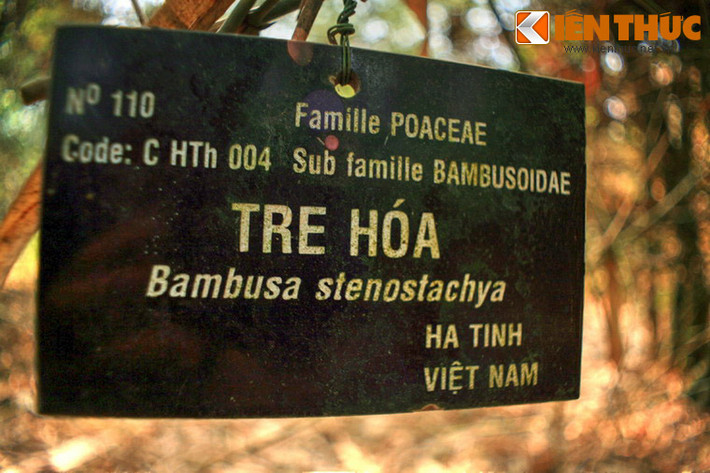 KIẾN THỨC
Nº 110
Famille POACEAE
Code: C HTh 004 Sub famille BAMBUSOIDAE
TRE HÓA
Bambusa stenostachya
HA TINH
VIỆT NAM